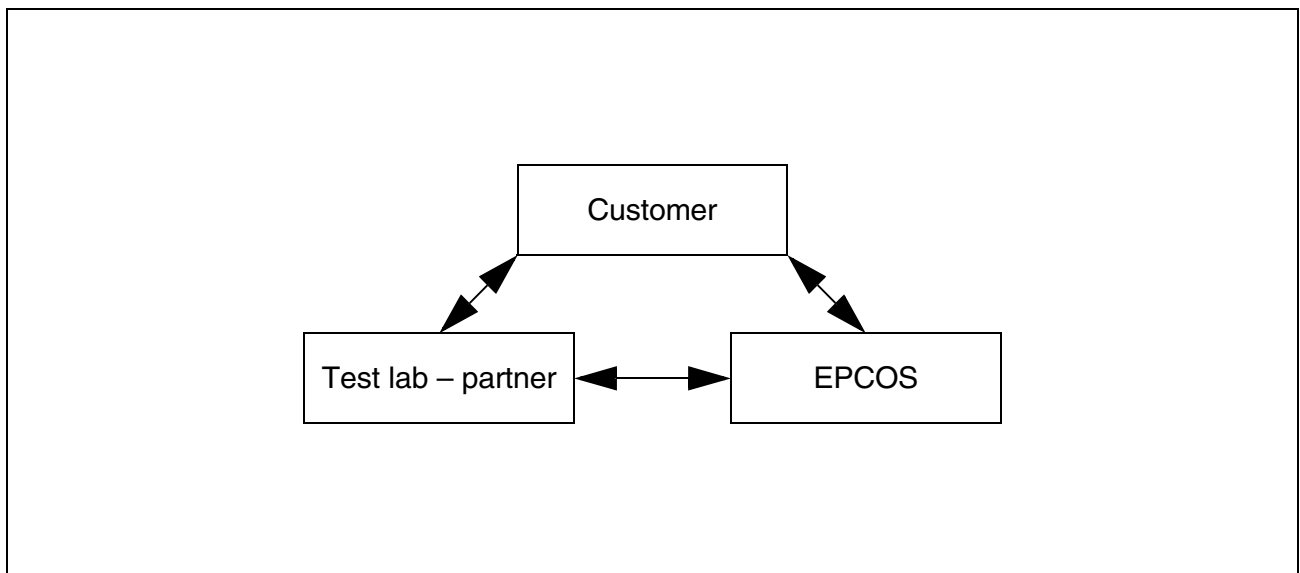 Customer
Test lab – partner
EPCOS